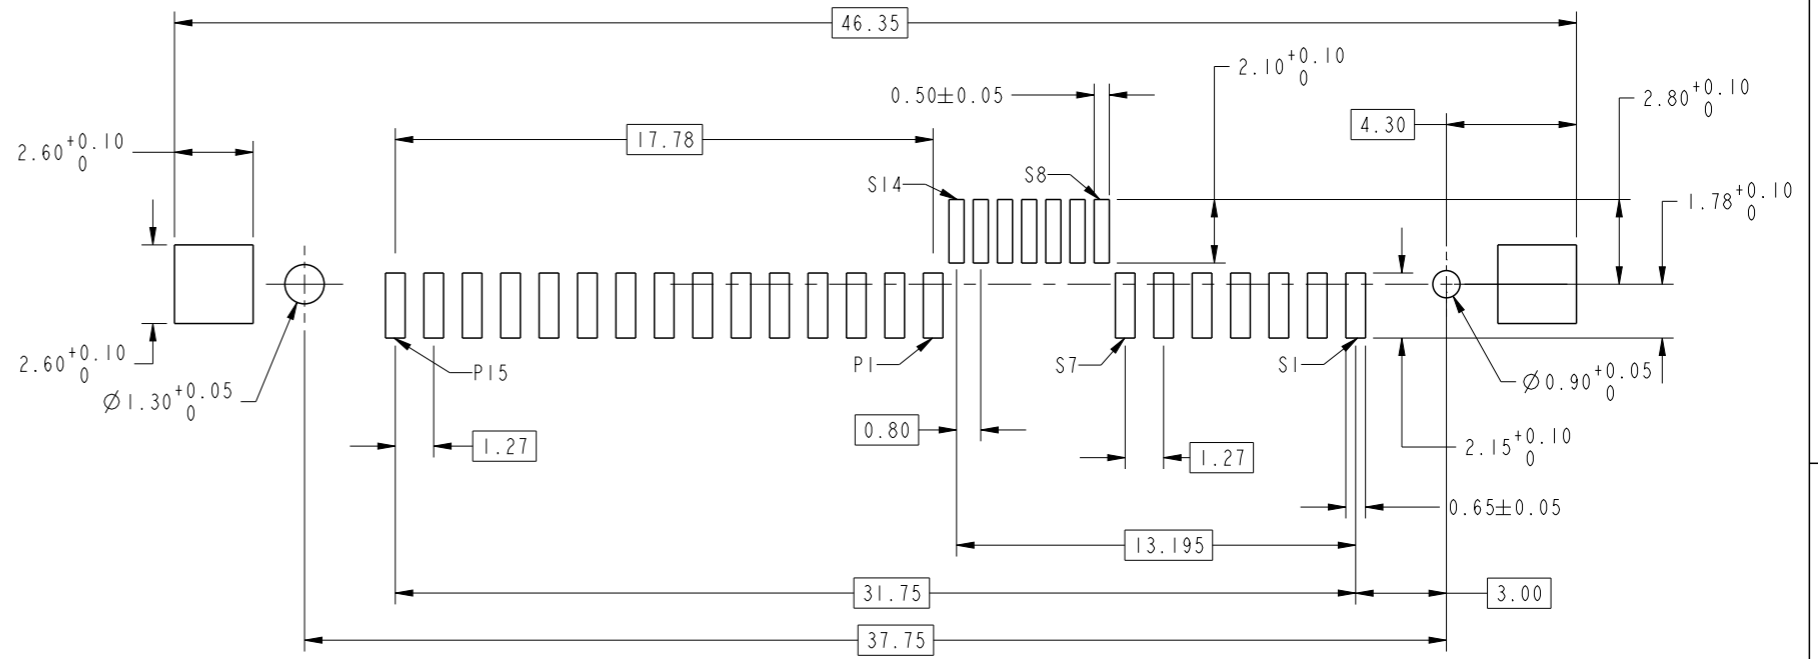 46.35
2.10 +0.10 0
0.50±0.05
2.80 +0.10 0
4.30
17.78
2.60 +0.10 0
S14
S8
1.78 +0.10 0
2.60 +0.10 0
P15
P1
S7
S1
Ø0.90 +0.05 0
Ø1.30 +0.05 0
0.80
1.27
1.27
2.15 +0.10 0
0.65±0.05
13.195
31.75
3.00
37.75